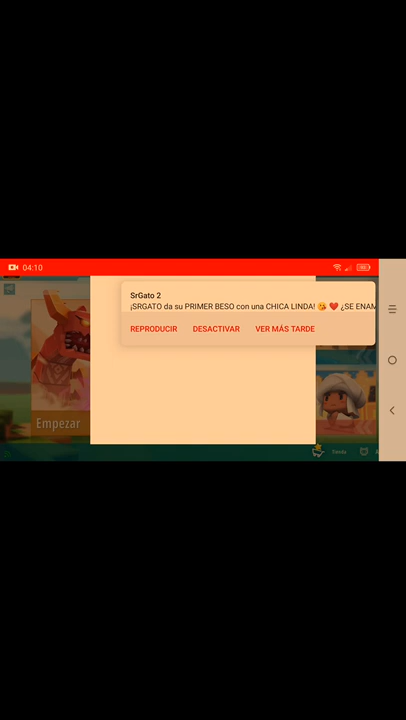 04:10
SrGato 2
¡SRGATO da su PRIMER BESO con una CHICA LINDA! 😘 ❤️ ¿SE ENAM
REPRODUCIR DESACTIVAR VER MÁS TARDE
Empezar
Tienda A